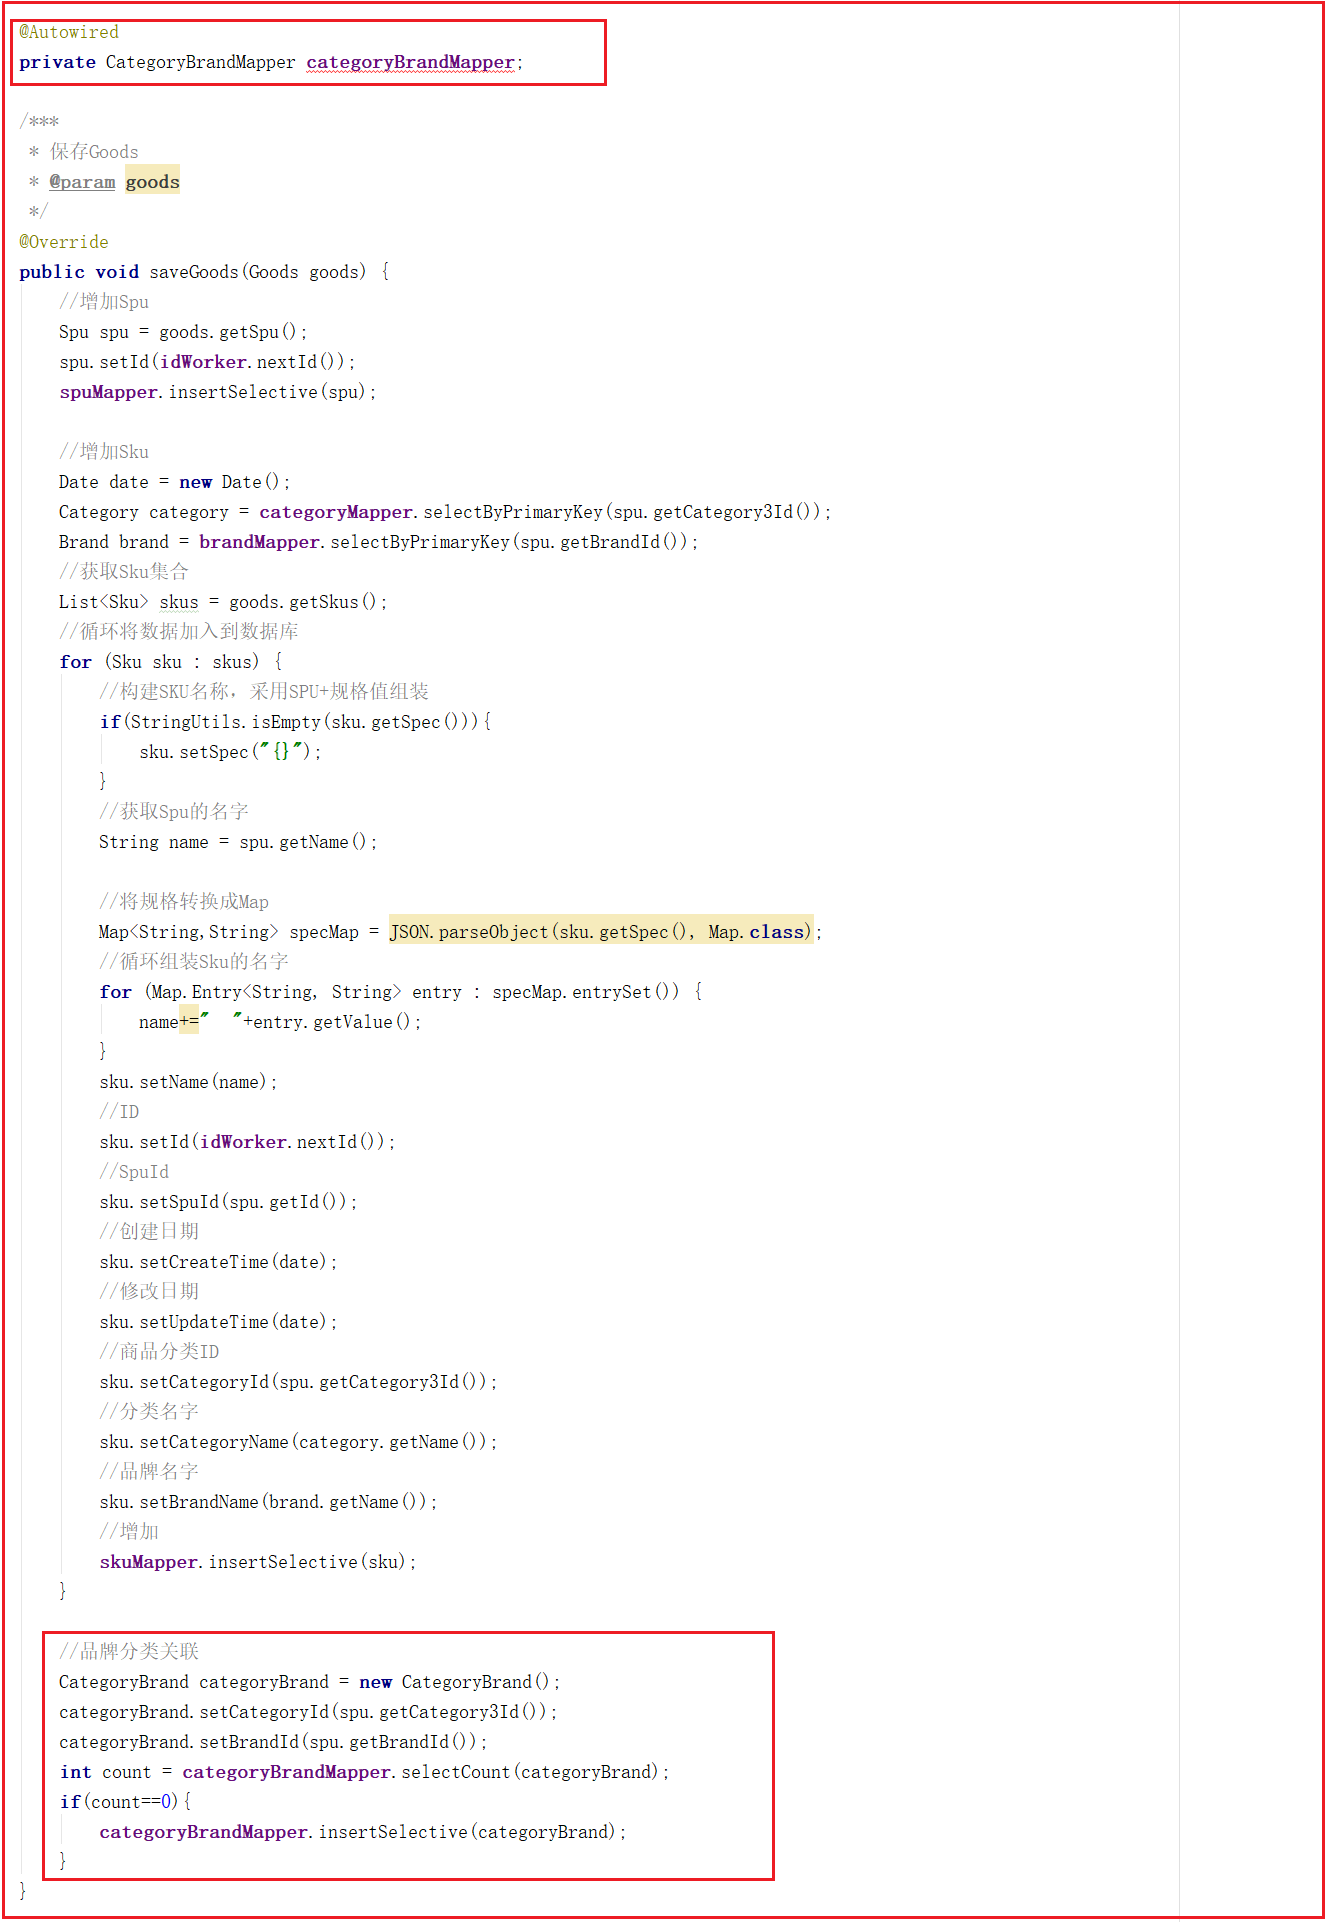 @Autowired
private CategoryBrandMapper categoryBrandMapper;
/***
 * 保存Goods
 * @param goods
 */
@Override
public void saveGoods(Goods goods) {
    //增加Spu
    Spu spu = goods.getSpu();
    spu.setId(idWorker.nextId());
    spuMapper.insertSelective(spu);
    //增加Sku
    Date date = new Date();
    Category category = categoryMapper.selectByPrimaryKey(spu.getCategory3Id());
    Brand brand = brandMapper.selectByPrimaryKey(spu.getBrandId());
    //获取Sku集合
    List<Sku> skus = goods.getSkus();
    //循环将数据加入到数据库
    for (Sku sku : skus) {
        //构建SKU名称，采用SPU+规格值组装
        if(StringUtils.isEmpty(sku.getSpec())){
            sku.setSpec("{}");
        }
        //获取Spu的名字
        String name = spu.getName();
        //将规格转换成Map
        Map<String,String> specMap = JSON.parseObject(sku.getSpec(), Map.class);
        //循环组装Sku的名字
        for (Map.Entry<String, String> entry : specMap.entrySet()) {
            name+="  "+entry.getValue();
        }
        sku.setName(name);
        //ID
        sku.setId(idWorker.nextId());
        //SpuId
        sku.setSpuId(spu.getId());
        //创建日期
        sku.setCreateTime(date);
        //修改日期
        sku.setUpdateTime(date);
        //商品分类ID
        sku.setCategoryId(spu.getCategory3Id());
        //分类名字
        sku.setCategoryName(category.getName());
        //品牌名字
        sku.setBrandName(brand.getName());
        //增加
        skuMapper.insertSelective(sku);
    }
    //品牌分类关联
    CategoryBrand categoryBrand = new CategoryBrand();
    categoryBrand.setCategoryId(spu.getCategory3Id());
    categoryBrand.setBrandId(spu.getBrandId());
    int count = categoryBrandMapper.selectCount(categoryBrand);
    if(count==0){
        categoryBrandMapper.insertSelective(categoryBrand);
    }
}